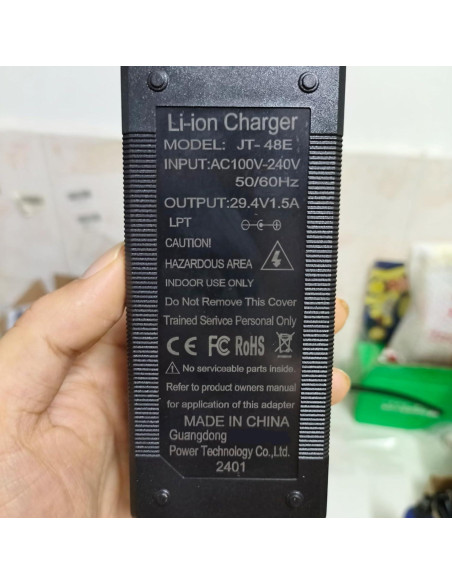 Li-ion Charger
MODEL: JT-48E
INPUT:AC100V-240V
50/60Hz
OUTPUT:29.4V1.5A
LPT
CAUTION!
HAZARDOUS AREA
INDOOR USE ONLY
Do Not Remove This Cover
Trained Serivce Personal Only
CE FC RoHS
No serviceable parts inside.
Refer to product owners manual
for application of this adapter
MADE IN CHINA
Guangdong
Power Technology Co.,Ltd.
2401